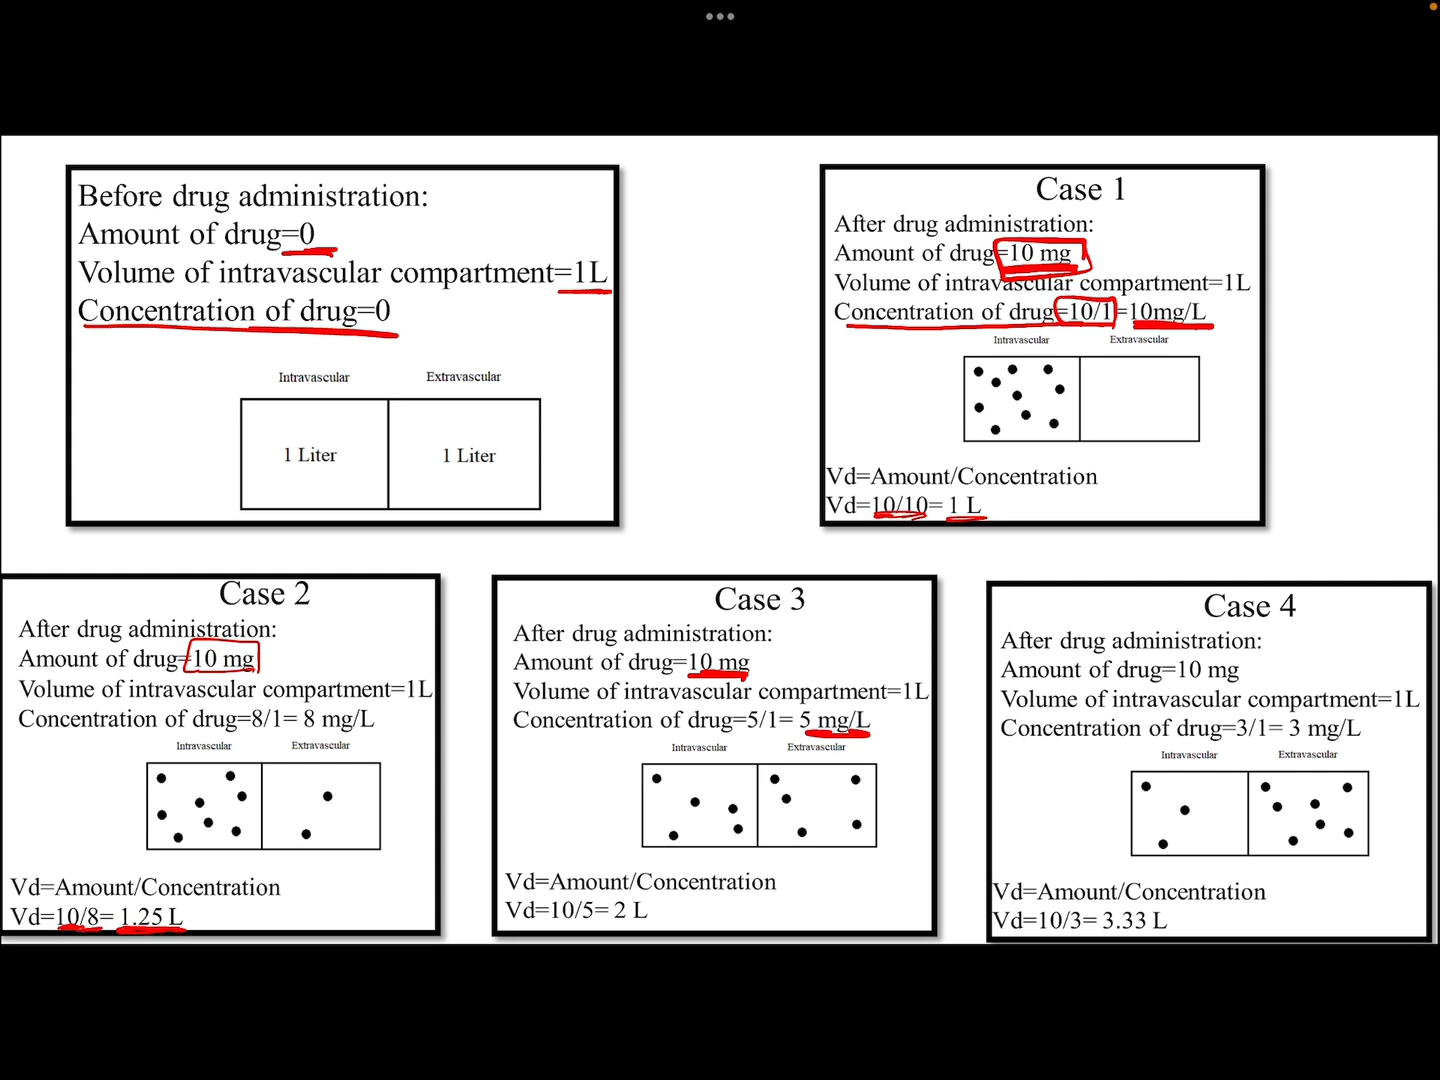 Before drug administration:
Amount of drug=0
Volume of intravascular compartment=1L
Concentration of drug=0
Intravascular
Extravascular
1 Liter
1 Liter
Case 1
After drug administration:
Amount of drug=10 mg
Volume of intravascular compartment=1L
Concentration of drug=10/1=10mg/L
Intravascular
Extravascular
Vd=Amount/Concentration
Vd=10/10= 1 L
Case 2
After drug administration:
Amount of drug=10 mg
Volume of intravascular compartment=1L
Concentration of drug=8/1= 8 mg/L
Intravascular
Extravascular
Vd=Amount/Concentration
Vd=10/8= 1.25 L
Case 3
After drug administration:
Amount of drug=10 mg
Volume of intravascular compartment=1L
Concentration of drug=5/1= 5 mg/L
Intravascular
Extravascular
Vd=Amount/Concentration
Vd=10/5= 2 L
Case 4
After drug administration:
Amount of drug=10 mg
Volume of intravascular compartment=1L
Concentration of drug=3/1= 3 mg/L
Intravascular
Extravascular
Vd=Amount/Concentration
Vd=10/3= 3.33 L